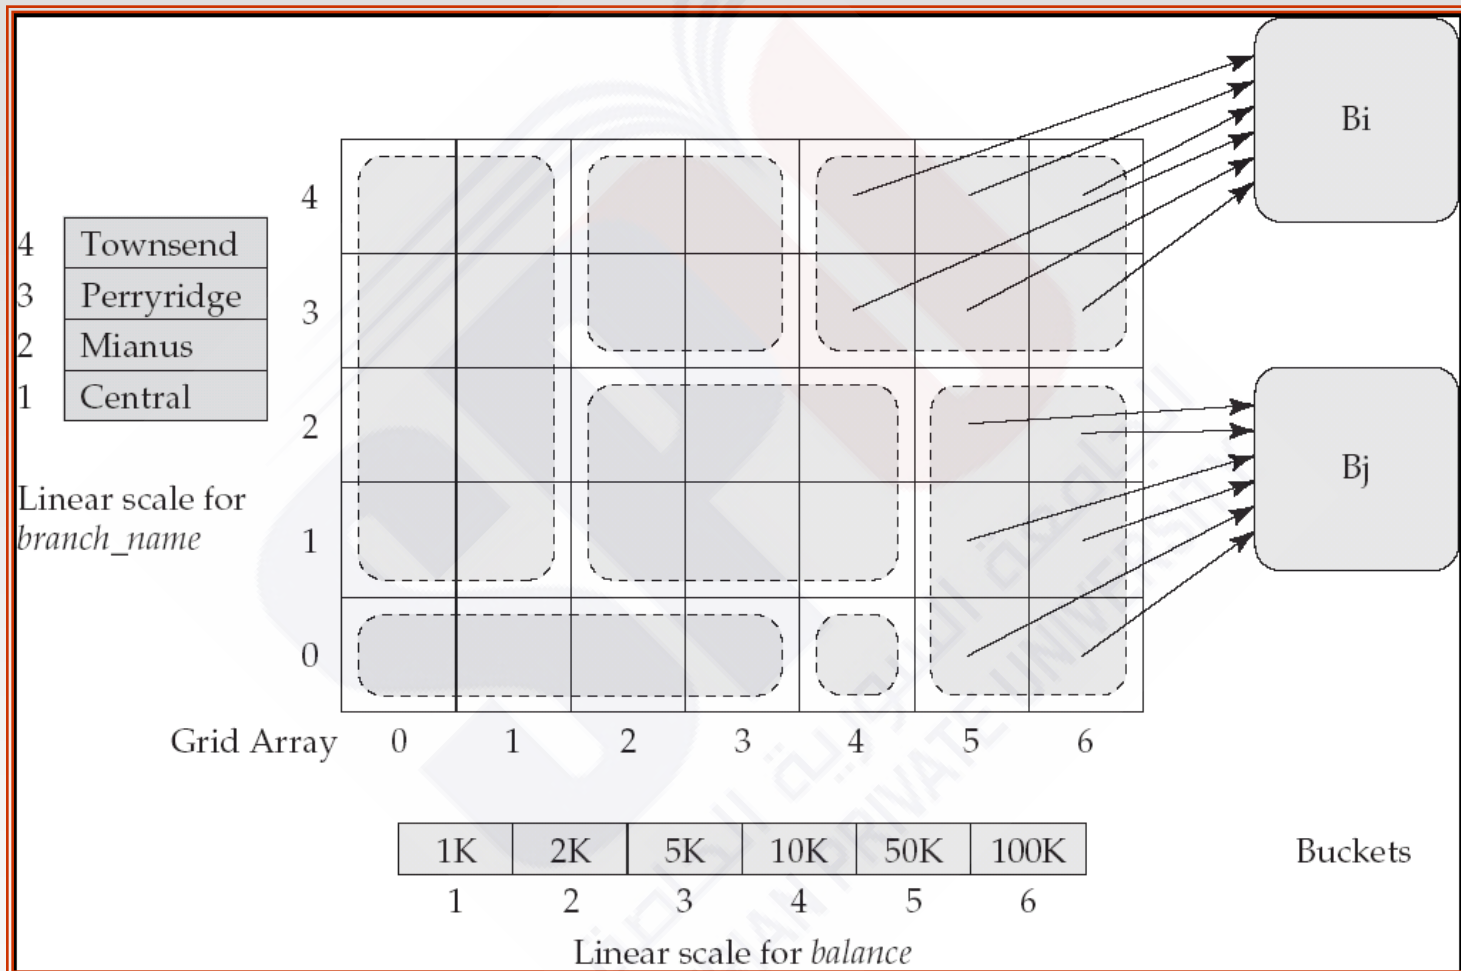 Bi
4
4 Townsend
3 Perryridge
3
2 Mianus
1 Central
2
Bj
Linear scale for
branch_name
1
0
Grid Array 0 1 2 3 4 5 6
1K 2K 5K 10K 50K 100K
Buckets
1 2 3 4 5 6
Linear scale for balance
PRIVATE UNIVERSITY